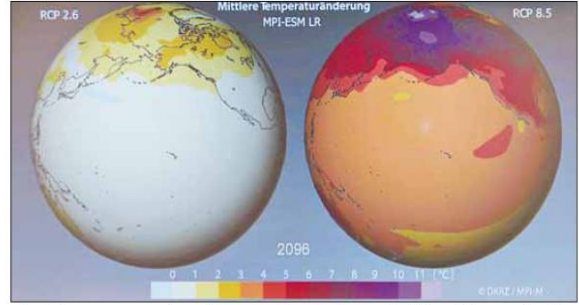 Mittlere Temperaturänderung
RCP 2.6
MPI-ESM LR
RCP 8.5
2096
0 1 2 3 4 5 6 7 8 9 10 11 [°C]
© DKRZ / MPI-M